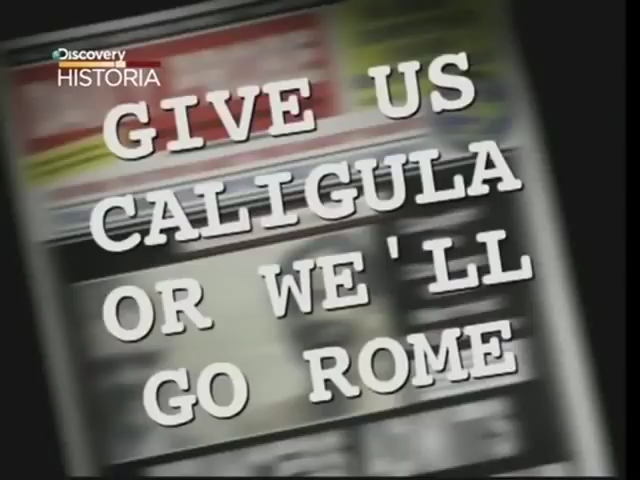 Discovery
HISTORIA
GIVE US
CALIGULA
OR WE'LL
GO ROME